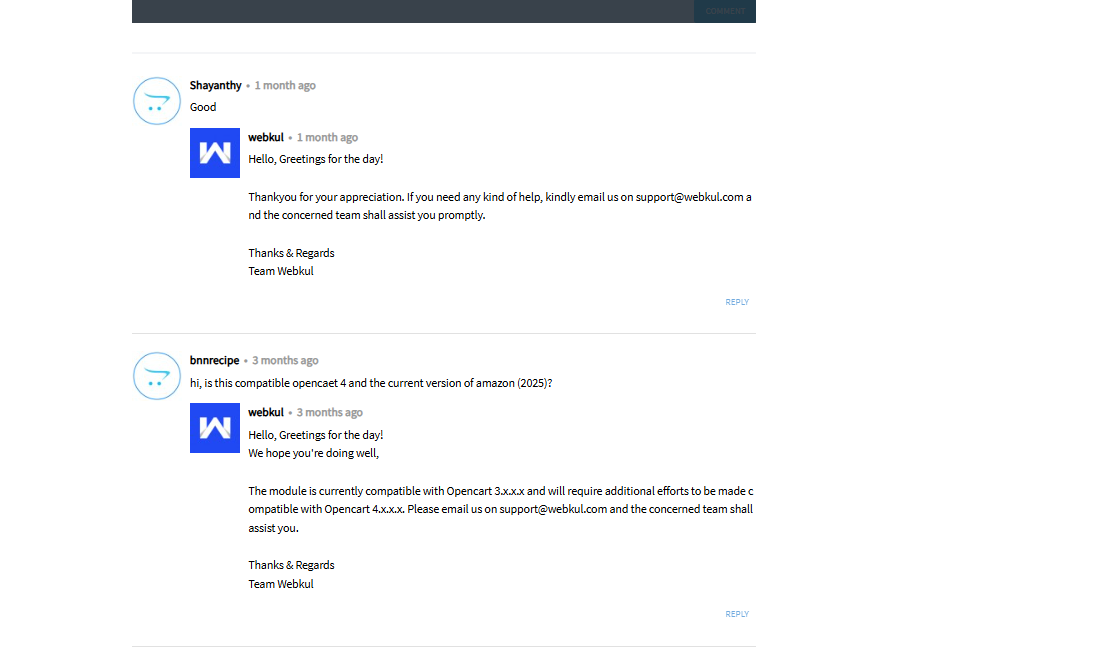 COMMENT
Shayanthy • 1 month ago
Good
webkul • 1 month ago
Hello, Greetings for the day!
Thankyou for your appreciation. If you need any kind of help, kindly email us on support@webkul.com a
nd the concerned team shall assist you promptly.
Thanks & Regards
Team Webkul
REPLY
bnnrecipe • 3 months ago
hi, is this compatible opencaet 4 and the current version of amazon (2025)?
webkul • 3 months ago
Hello, Greetings for the day!
We hope you're doing well,
The module is currently compatible with Opencart 3.x.x.x and will require additional efforts to be made c
ompatible with Opencart 4.x.x.x. Please email us on support@webkul.com and the concerned team shall
assist you.
Thanks & Regards
Team Webkul
REPLY